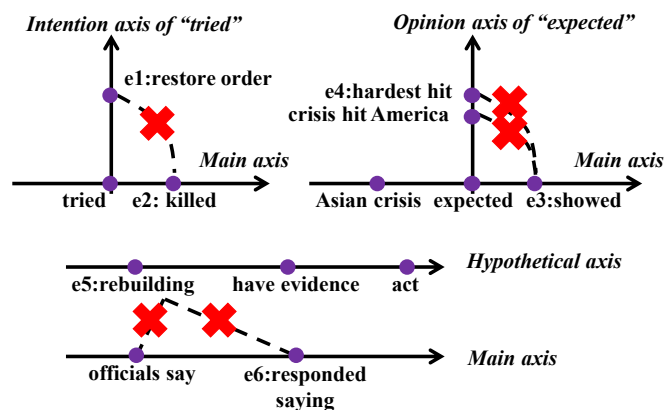 Intention axis of “tried”
e1:restore order
Main axis
tried
e2: killed
Opinion axis of “expected”
e4:hardest hit
crisis hit America
Main axis
Asian crisis
expected
e3:showed
Hypothetical axis
e5:rebuilding
have evidence
act
Main axis
officials say
e6:responded
saying